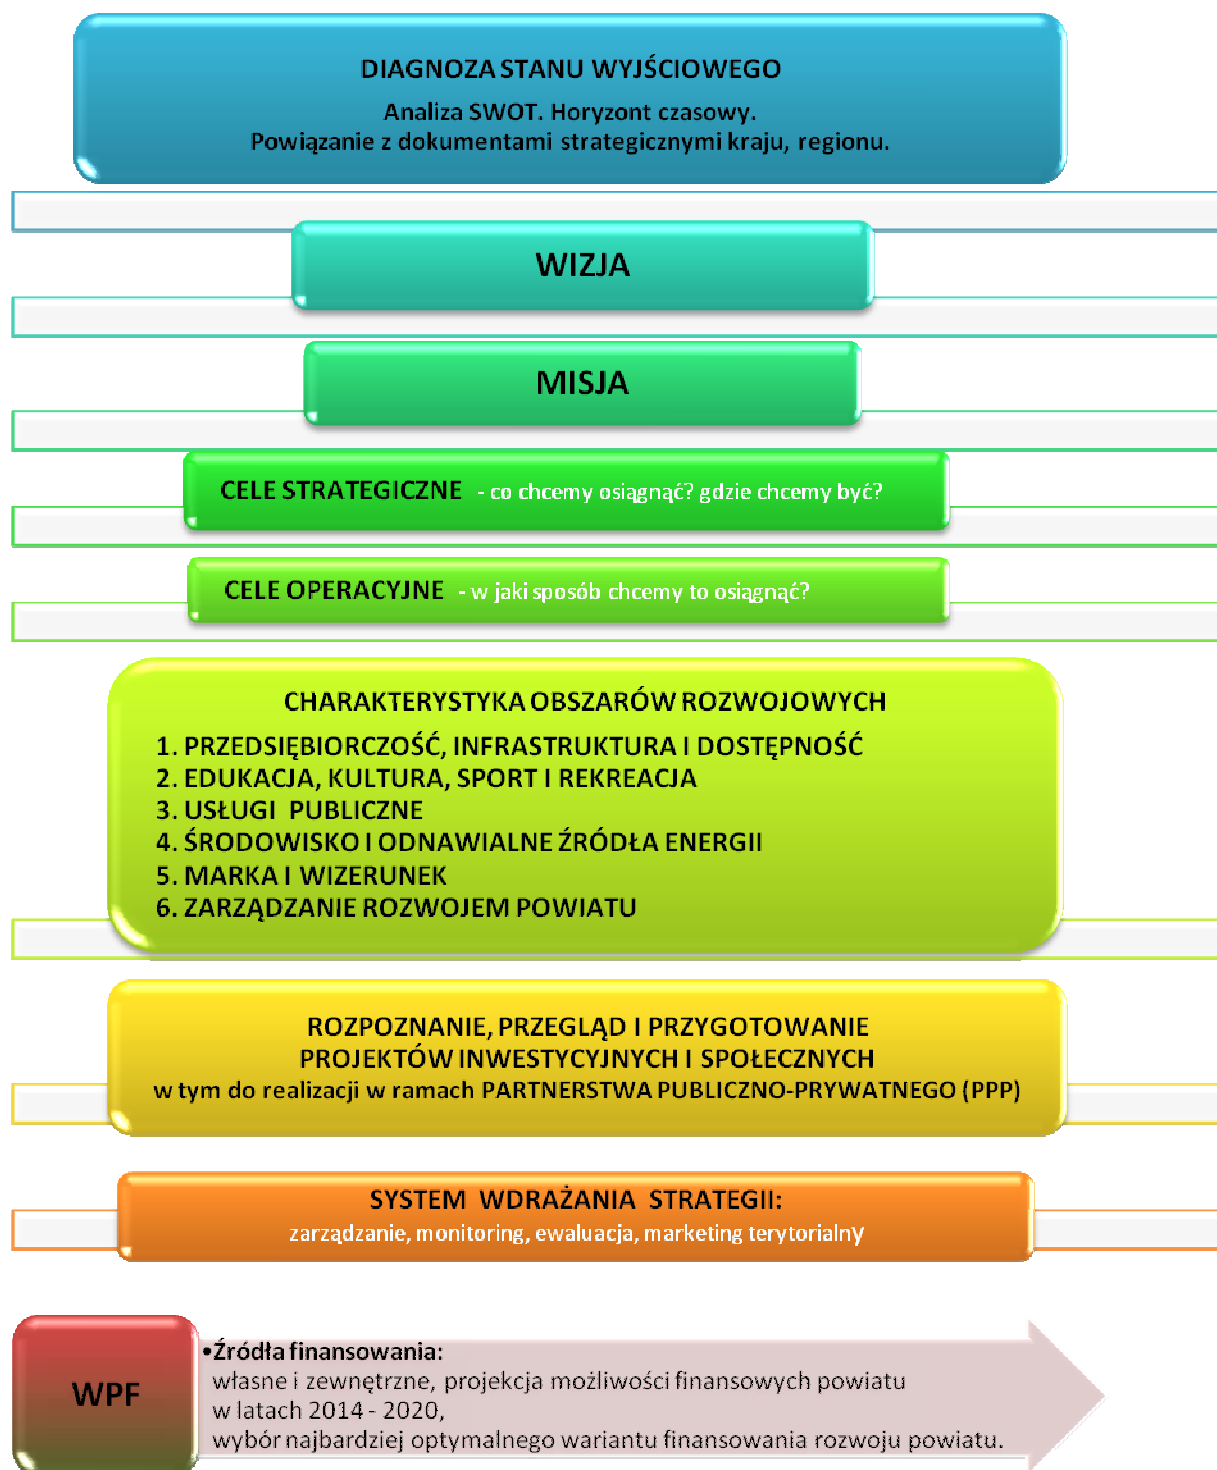 DIAGNOZA STANU WYJŚCIOWEGO
Analiza SWOT. Horyzont czasowy.
Powiązanie z dokumentami strategicznymi kraju, regionu.
WIZJA
MISJA
CELE STRATEGICZNE - co chcemy osiągnąć? gdzie chcemy być?
CELE OPERACYJNE - w jaki sposób chcemy to osiągnąć?
CHARAKTERYSTYKA OBSZARÓW ROZWOJOWYCH
1. PRZEDSIĘBIORCZOŚĆ, INFRASTRUKTURA I DOSTĘPNOŚĆ
2. EDUKACJA, KULTURA, SPORT I REKREACJA
3. USŁUGI PUBLICZNE
4. ŚRODOWISKO I ODNAWIALNE ŹRÓDŁA ENERGII
5. MARKA I WIZERUNEK
6. ZARZĄDZANIE ROZWOJEM POWIATU
ROZPOZNANIE, PRZEGLĄD I PRZYGOTOWANIE
PROJEKTÓW INWESTYCYJNYCH I SPOŁECZNYCH
w tym do realizacji w ramach PARTNERSTWA PUBLICZNO-PRYWATNEGO (PPP)
SYSTEM WDRAŻANIA STRATEGII:
zarządzanie, monitoring, ewaluacja, marketing terytorialny
WPF
•Źródła finansowania:
własne i zewnętrzne, projekcja możliwości finansowych powiatu
w latach 2014 - 2020,
wybór najbardziej optymalnego wariantu finansowania rozwoju powiatu.